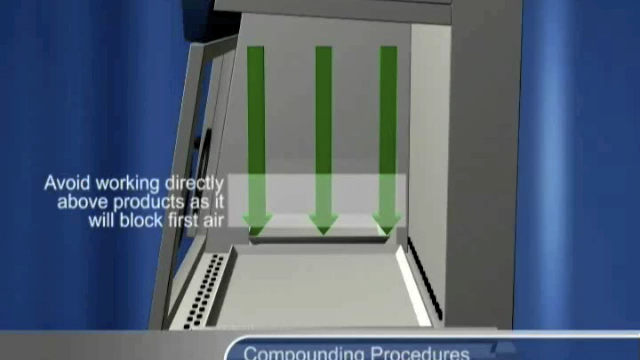 Avoid working directly
above products as it
will block first air
Compounding Procedures